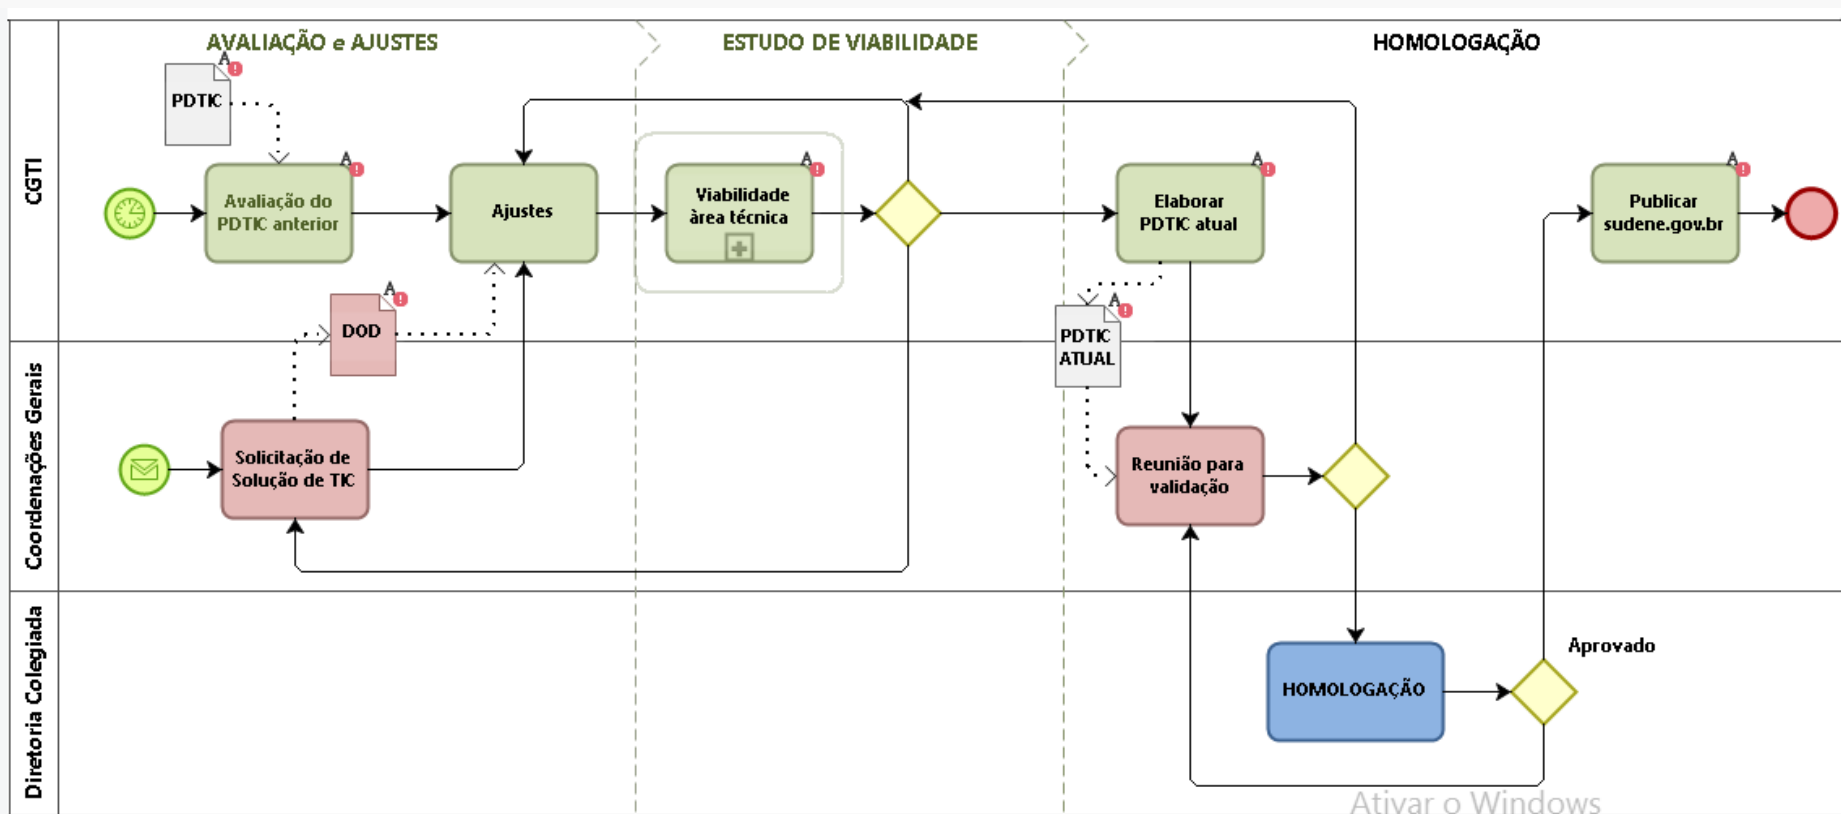 AVALIAÇÃO e AJUSTES
ESTUDO DE VIABILIDADE
HOMOLOGAÇÃO
CGTI
A
PDTIC
A
Avaliação do
PDTIC anterior
Ajustes
A
Viabilidade
àrea técnica
A
Elaborar
PDTIC atual
A
Publicar
sudene.gov.br
A
DOD
A
PDTIC
ATUAL
Coordenações Gerais
Solicitação de
Solução de TIC
Reunião para
validação
Diretoria Colegiada
HOMOLOGAÇÃO
Aprovado
Ativar o Windows